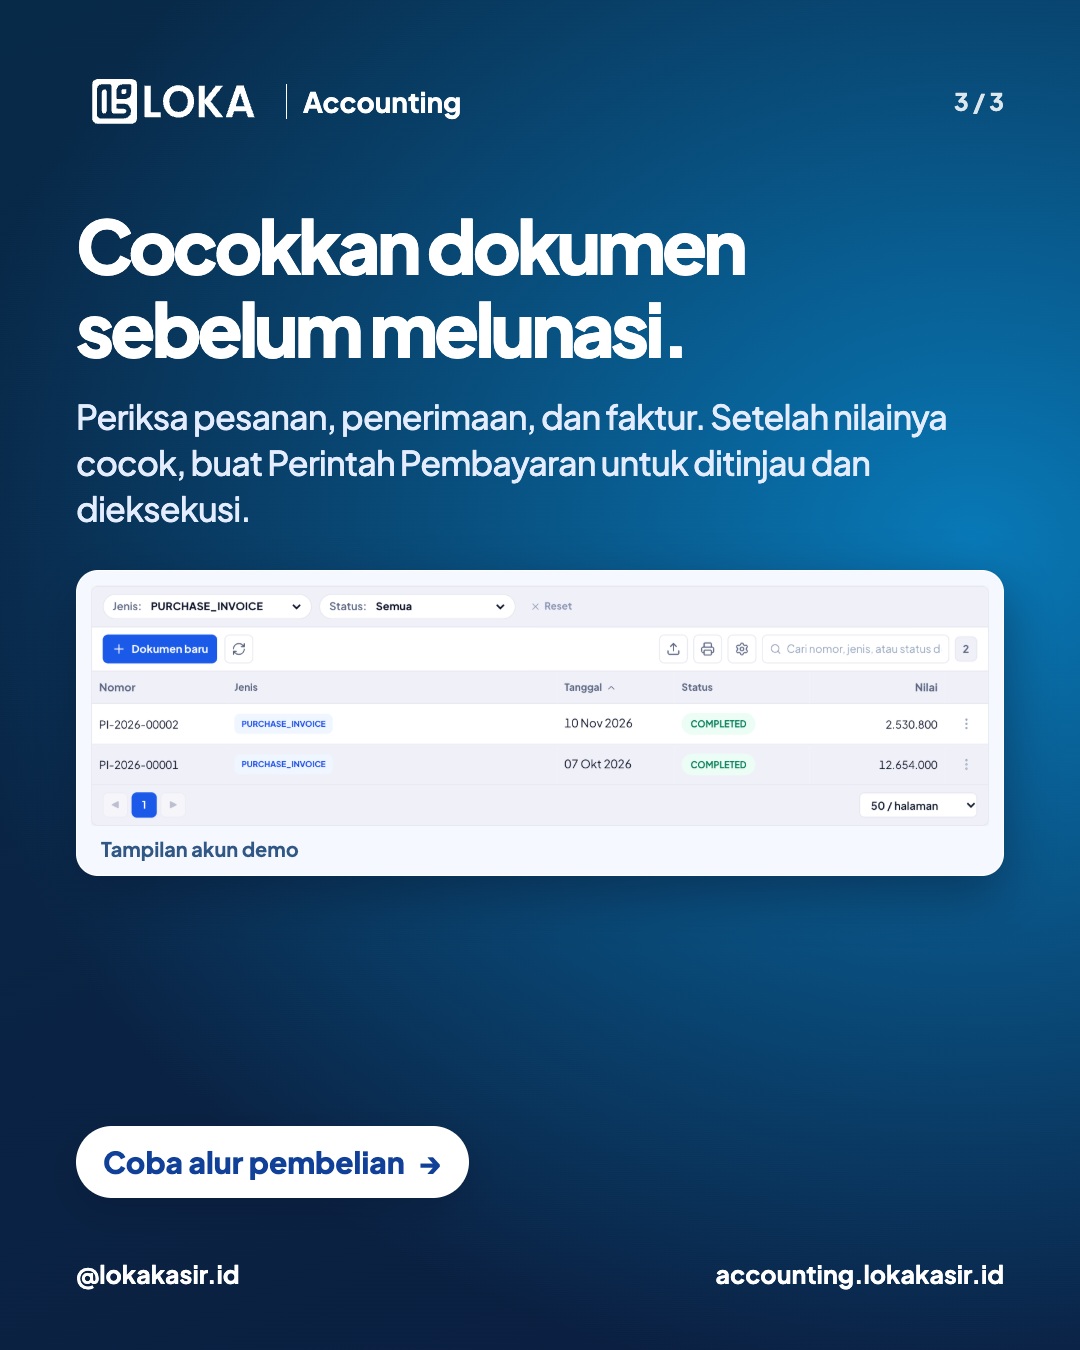 LOKA | Accounting
3 / 3
Cocokkan dokumen
sebelum melunasi.
Periksa pesanan, penerimaan, dan faktur. Setelah nilainya
cocok, buat Perintah Pembayaran untuk ditinjau dan
dieksekusi.
Jenis: PURCHASE_INVOICE Status: Semua × Reset
+ Dokumen baru Cari nomor, jenis, atau status d 2
Nomor Jenis Tanggal Status Nilai
PI-2026-00002 PURCHASE_INVOICE 10 Nov 2026 COMPLETED 2.530.800
PI-2026-00001 PURCHASE_INVOICE 07 Okt 2026 COMPLETED 12.654.000
1 50 / halaman
Tampilan akun demo
Coba alur pembelian →
@lokakasir.id accounting.lokakasir.id